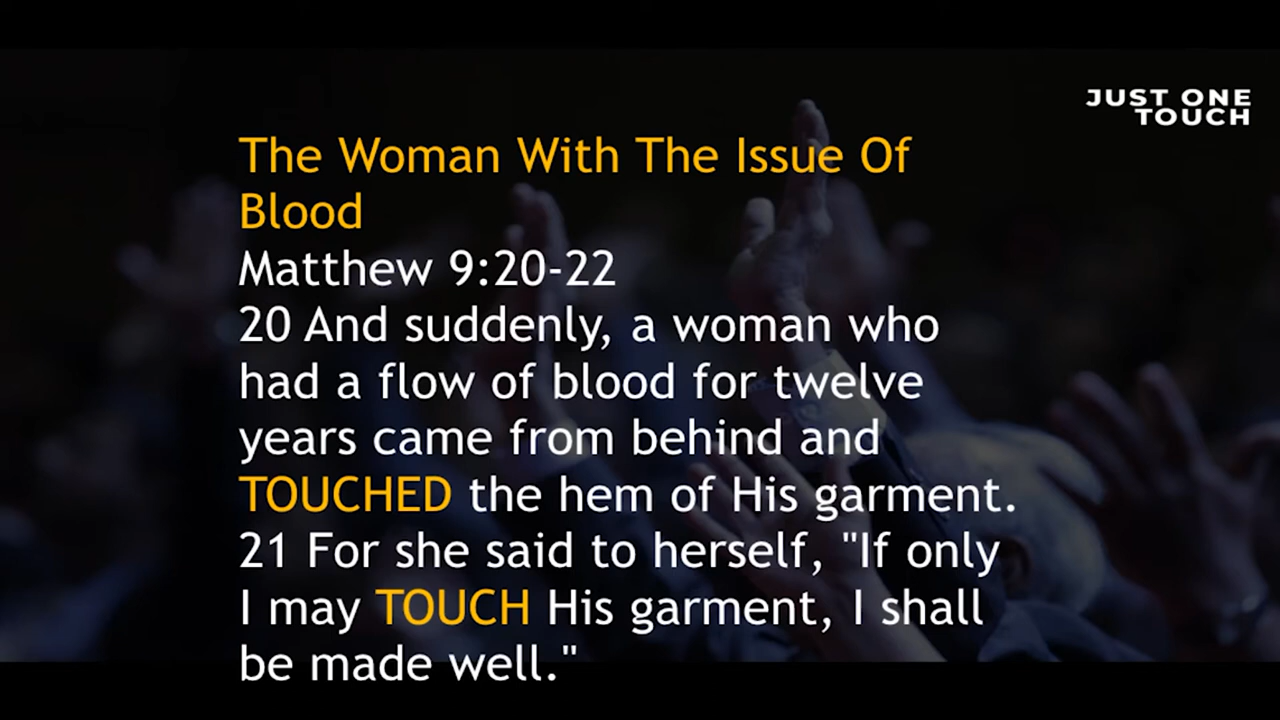 JUST ONE
TOUCH
The Woman With The Issue Of
Blood
Matthew 9:20-22
20 And suddenly, a woman who
had a flow of blood for twelve
years came from behind and
TOUCHED the hem of His garment.
21 For she said to herself, "If only
I may TOUCH His garment, I shall
be made well."